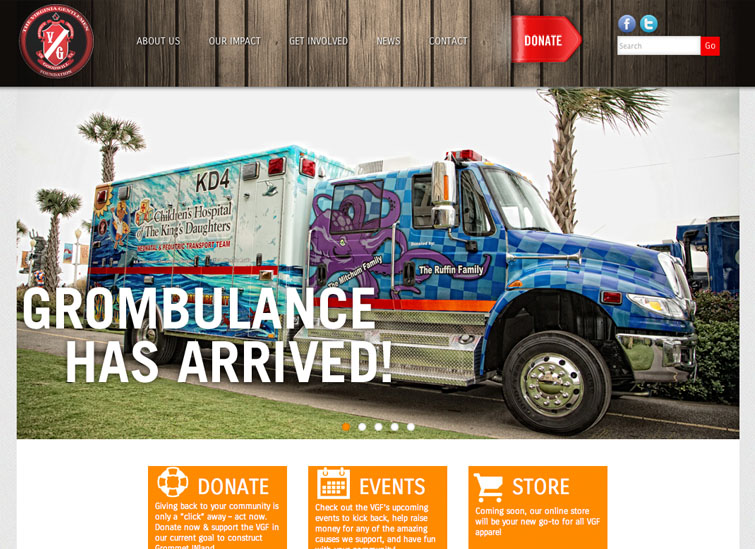 THE VIRGINIA GENTLEMEN
V
G
FOUNDATION
ABOUT US
OUR IMPACT
GET INVOLVED
NEWS
CONTACT
DONATE
Search
Go
KD4
Children's Hospital
of The King's Daughters
NEONATAL & PEDIATRIC TRANSPORT TEAM
The Mitchum Family
Donated by:
The Ruffin Family
GROMBULANCE
HAS ARRIVED!
DONATE
Giving back to your community is
only a "click" away – act now.
Donate now & support the VGF in
our current goal to construct
Grommet INland
EVENTS
Check out the VGF's upcoming
events to kick back, help raise
money for any of the amazing
causes we support, and have fun
with your community!
STORE
Coming soon, our online store
will be your new go-to for all VGF
apparel